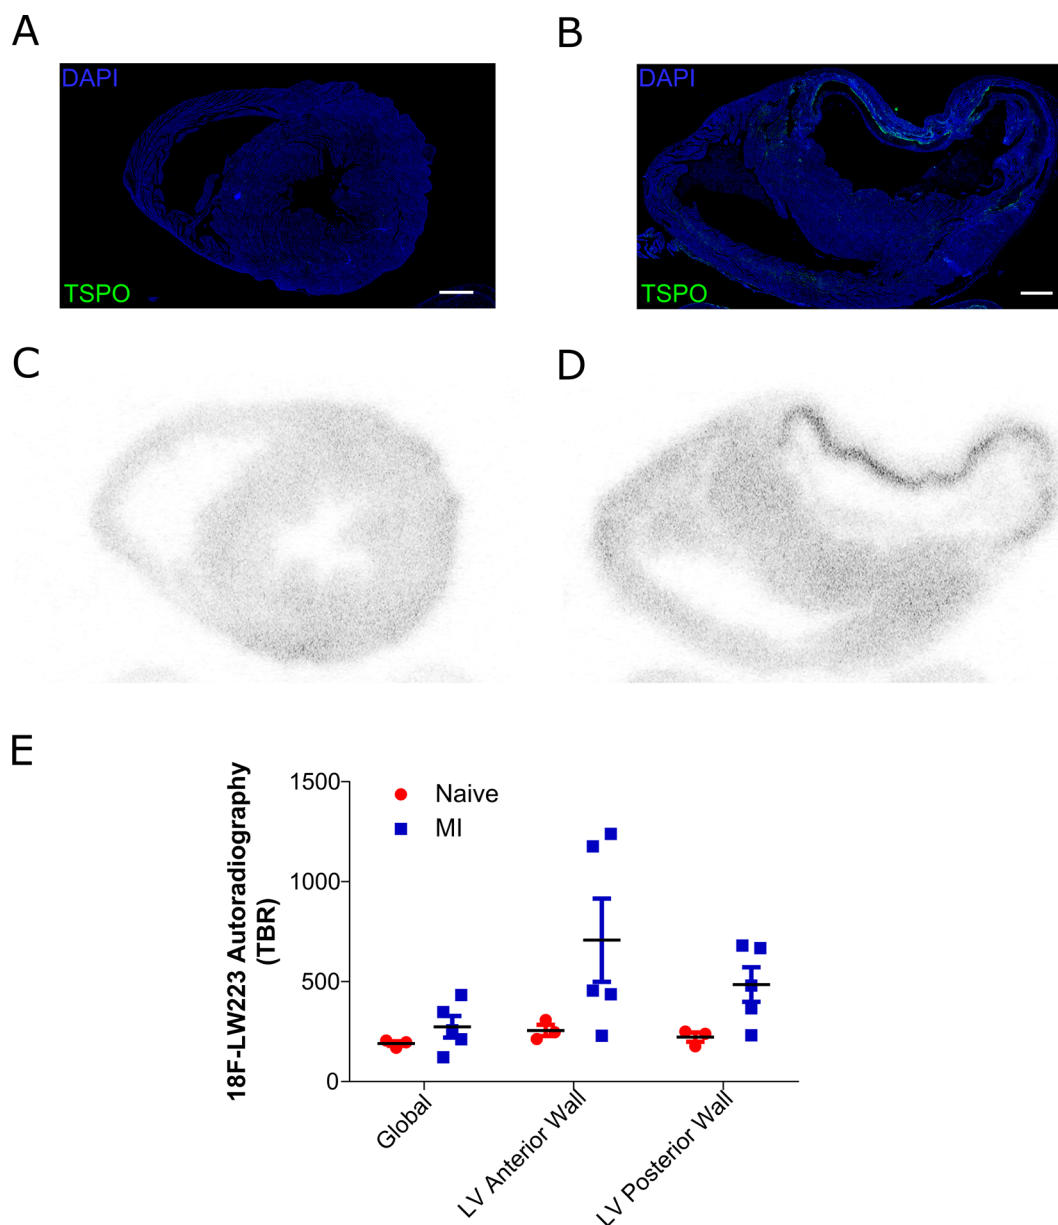 A
B
DAPI
DAPI
TSPO
TSPO
C
D
E
18F-LW223 Autoradiography
(TBR)
1500
1000
500
0
Naive
MI
Global
LV Anterior Wall
LV Posterior Wall